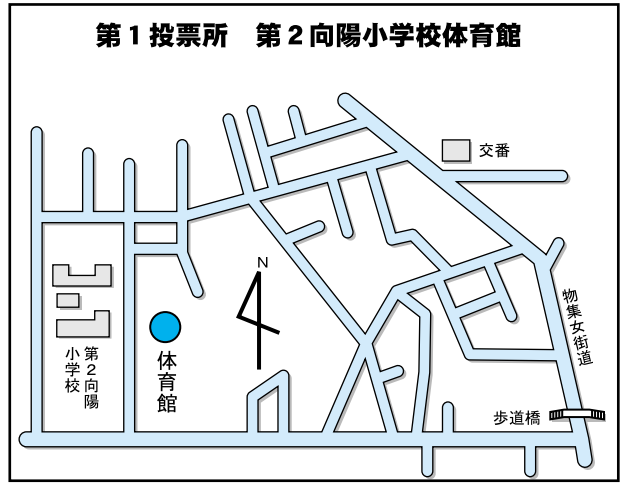 第1投票所　第2向陽小学校体育館
交番
N
物集女街道
体育館
第2向陽
小学校
歩道橋